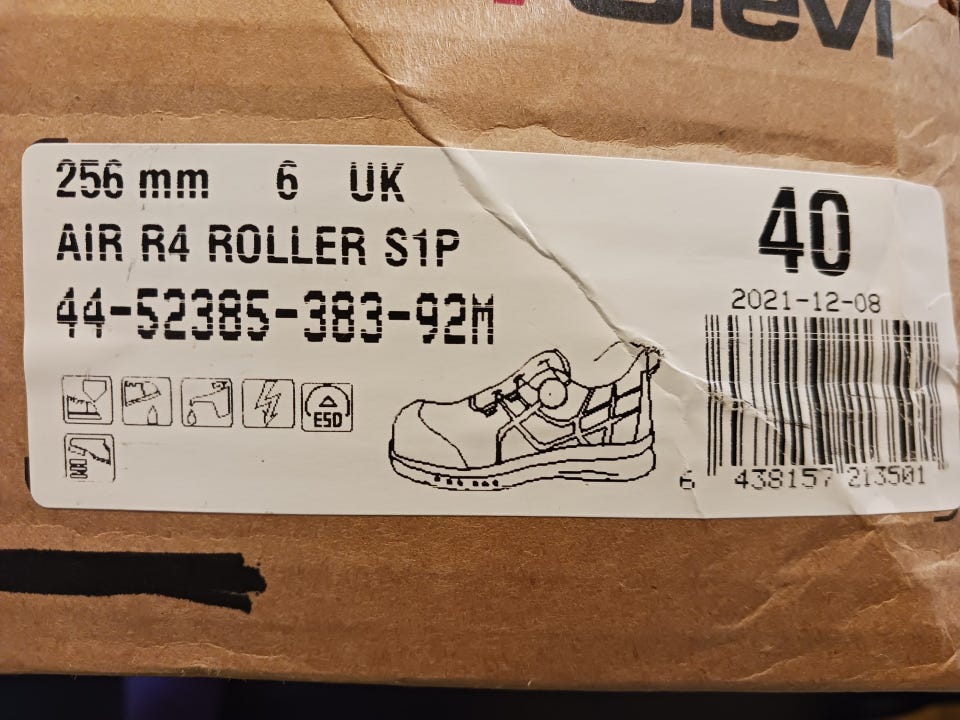 Sievi
256 mm 6 UK
AIR R4 ROLLER S1P
44-52385-383-92M
40
2021-12-08
ESD
6 438157 213501